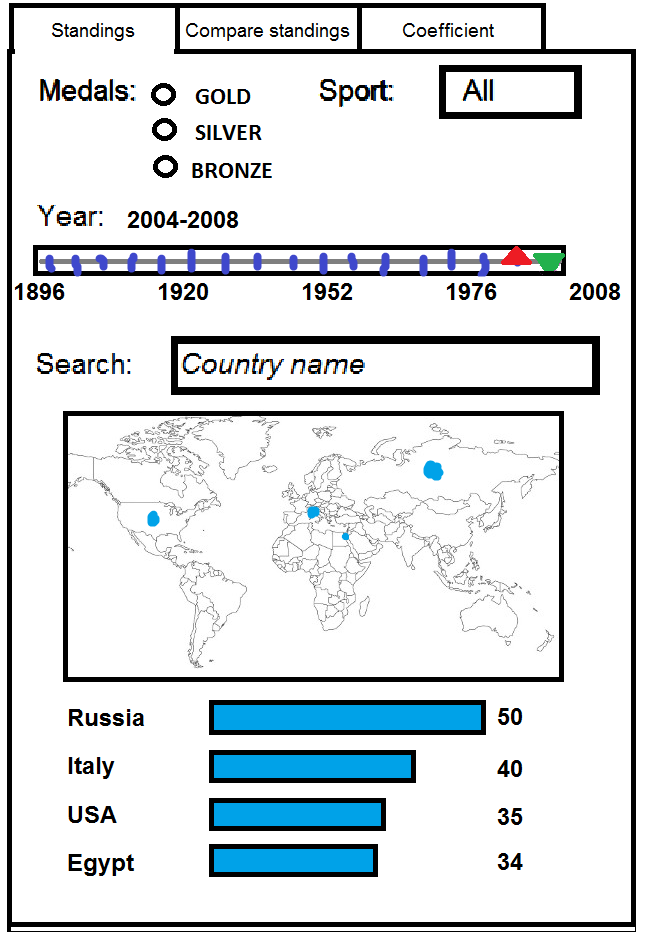 Standings Compare standings Coefficient
Medals: GOLD Sport: All
SILVER
BRONZE
Year: 2004-2008
1896 1920 1952 1976 2008
Search: Country name
Russia 50
Italy 40
USA 35
Egypt 34